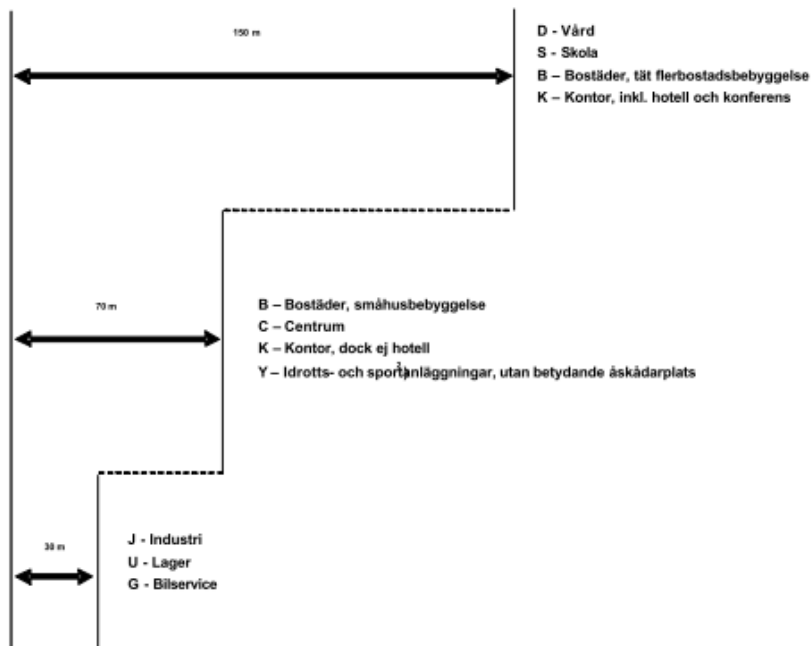 150 m
D - Vård
S - Skola
B – Bostäder, tät flerbostadsbebyggelse
K – Kontor, inkl. hotell och konferens
70 m
B – Bostäder, småhusbebyggelse
C – Centrum
K – Kontor, dock ej hotell
Y – Idrotts- och sportanläggningar, utan betydande åskådarplats
30 m
J - Industri
U - Lager
G - Bilservice